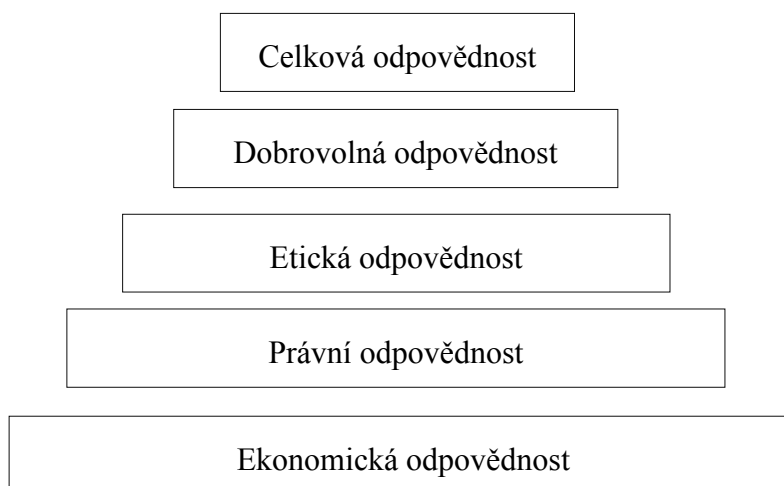 Celková odpovědnost
Dobrovolná odpovědnost
Etická odpovědnost
Právní odpovědnost
Ekonomická odpovědnost